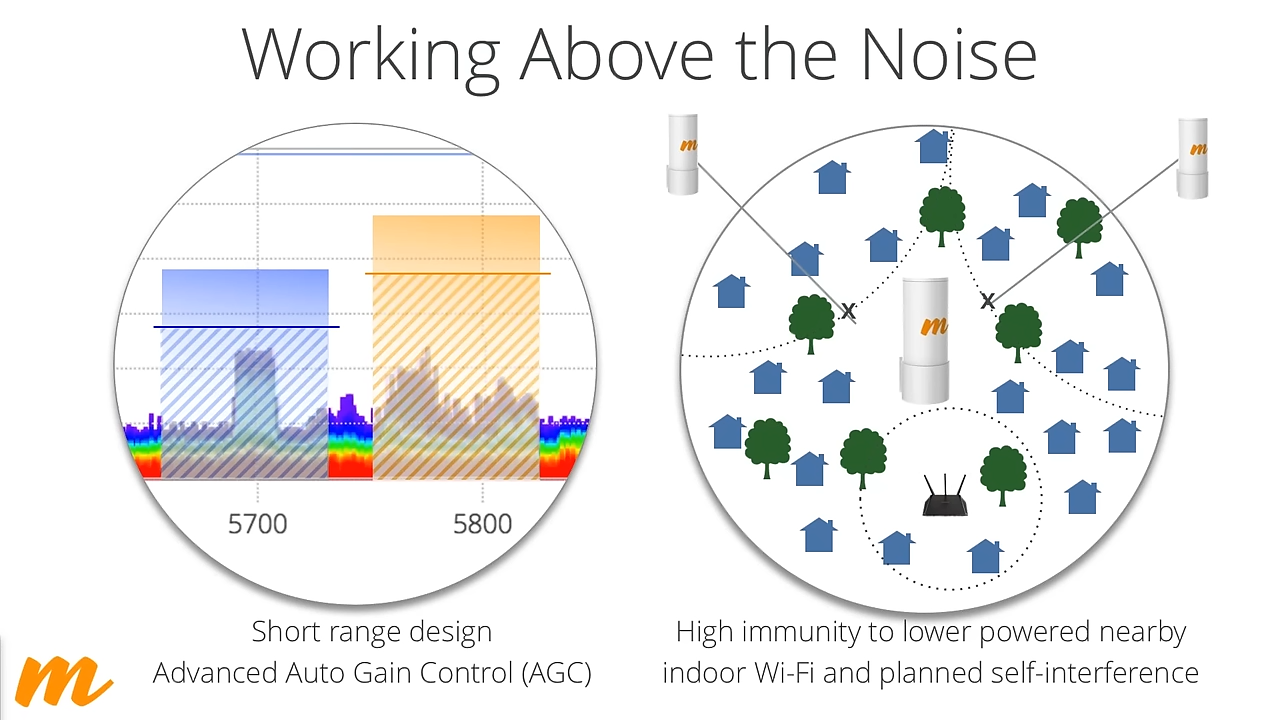 Working Above the Noise
m
m
m
X
X
5700
5800
Short range design
Advanced Auto Gain Control (AGC)
High immunity to lower powered nearby
indoor Wi-Fi and planned self-interference
m